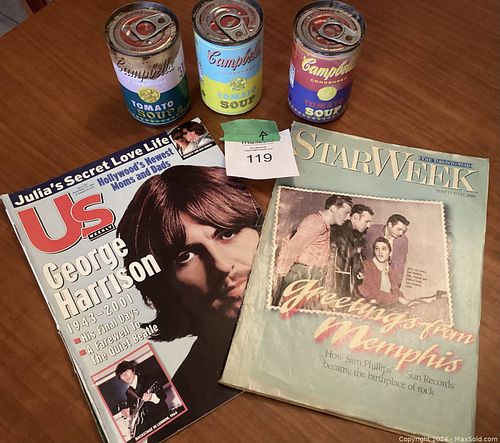 Campbell's
TOMATO
SOUP
Campbell's
CONDENSED
TOMATO
SOUP
Campbell's
CONDENSED
TOMATO
SOUP
119
Julia's Secret Love Life
Hollywood's Newest
Moms and Dads
Us
WEEKLY
George
Harrison
1943-2001
His Final Days
A Farewell To
The Quiet Beatle
STARWEEK
THE TORONTO STAR
Greetings from
Memphis
How Sam Phillips' Sun Records
became the birthplace of rock
Copyright 2024 - MaxSold.com